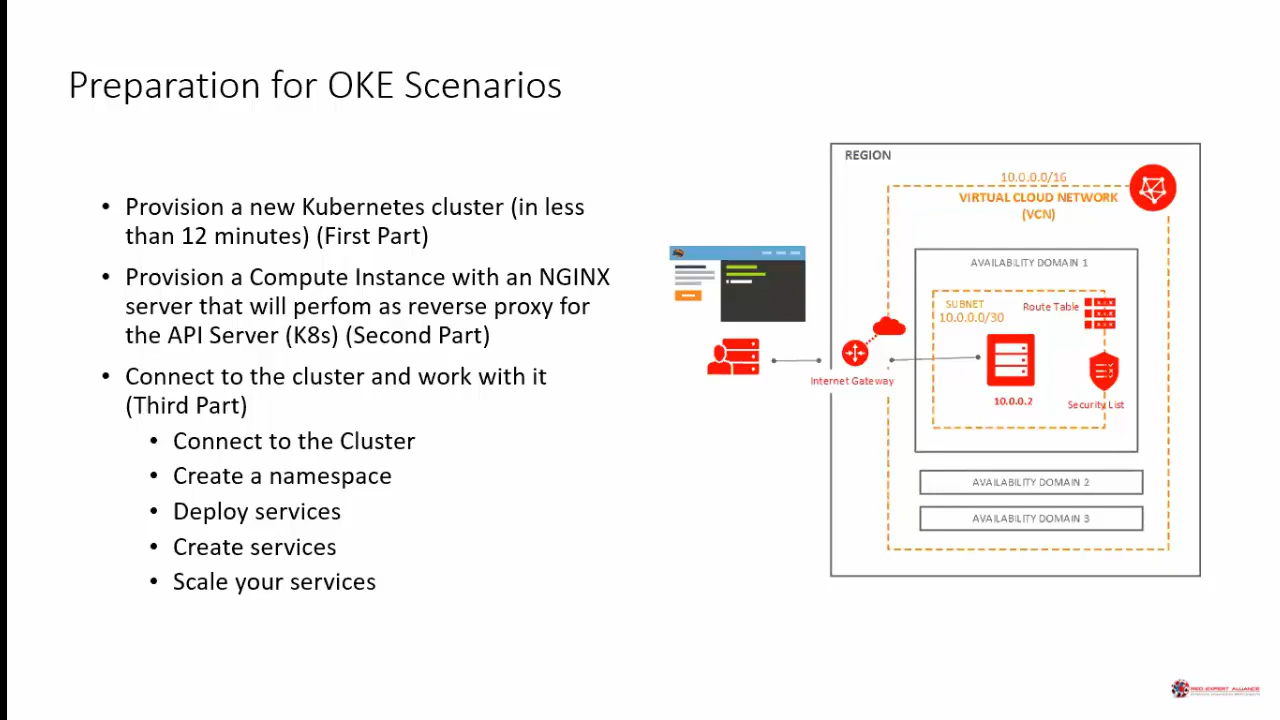 Preparation for OKE Scenarios
• Provision a new Kubernetes cluster (in less
than 12 minutes) (First Part)
• Provision a Compute Instance with an NGINX
server that will perfom as reverse proxy for
the API Server (K8s) (Second Part)
• Connect to the cluster and work with it
(Third Part)
• Connect to the Cluster
• Create a namespace
• Deploy services
• Create services
• Scale your services
REGION
10.0.0.0/16
VIRTUAL CLOUD NETWORK
(VCN)
AVAILABILITY DOMAIN 1
SUBNET
10.0.0.0/30
Route Table
Internet Gateway
10.0.0.2
Security List
AVAILABILITY DOMAIN 2
AVAILABILITY DOMAIN 3
RED EXPERT ALLIANCE